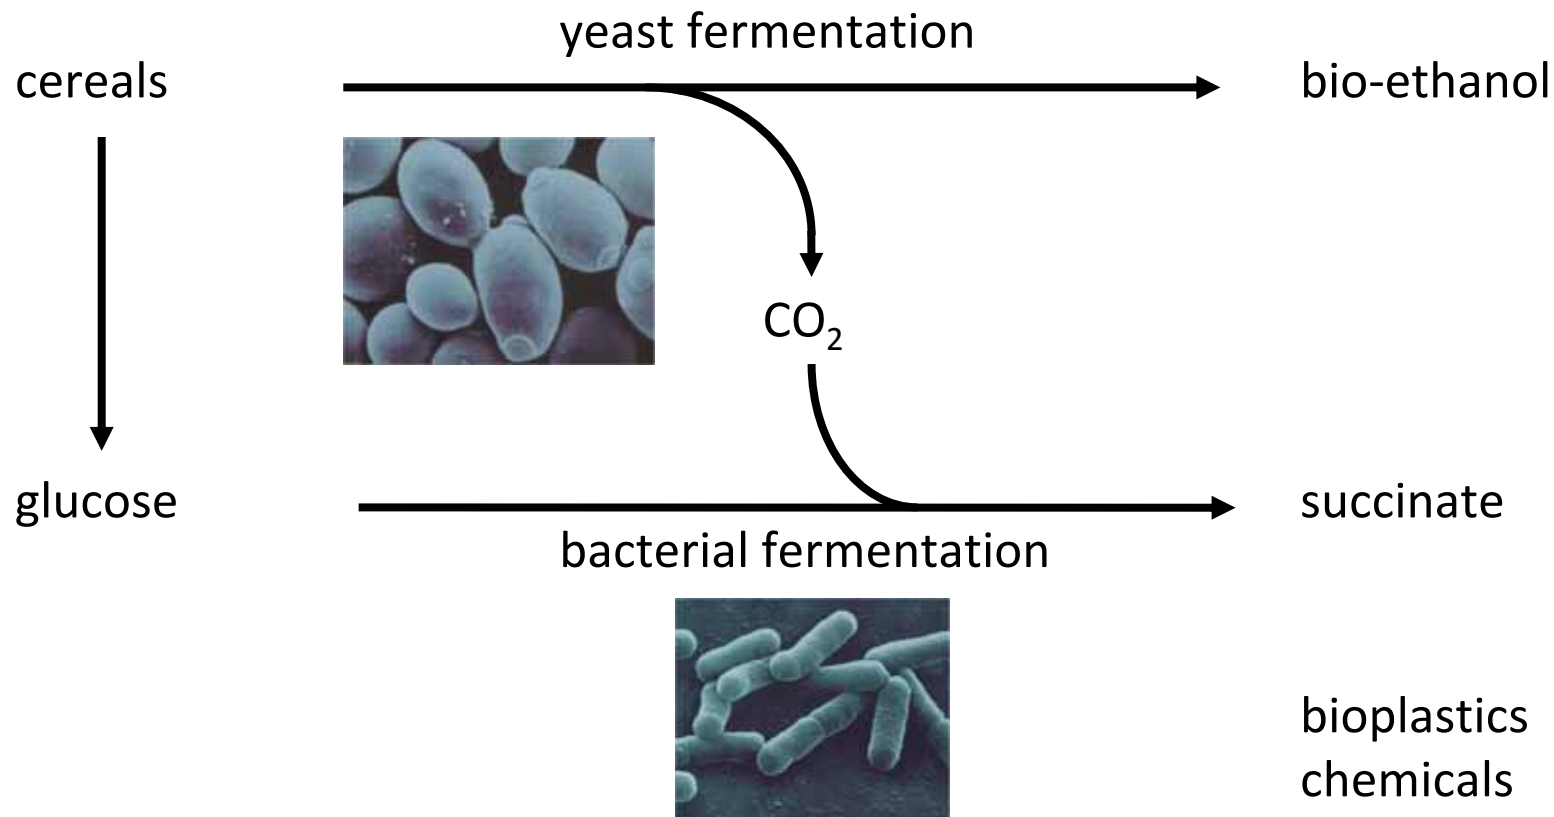 yeast fermentation
cereals
bio-ethanol
CO₂
glucose
succinate
bacterial fermentation
bioplastics
chemicals